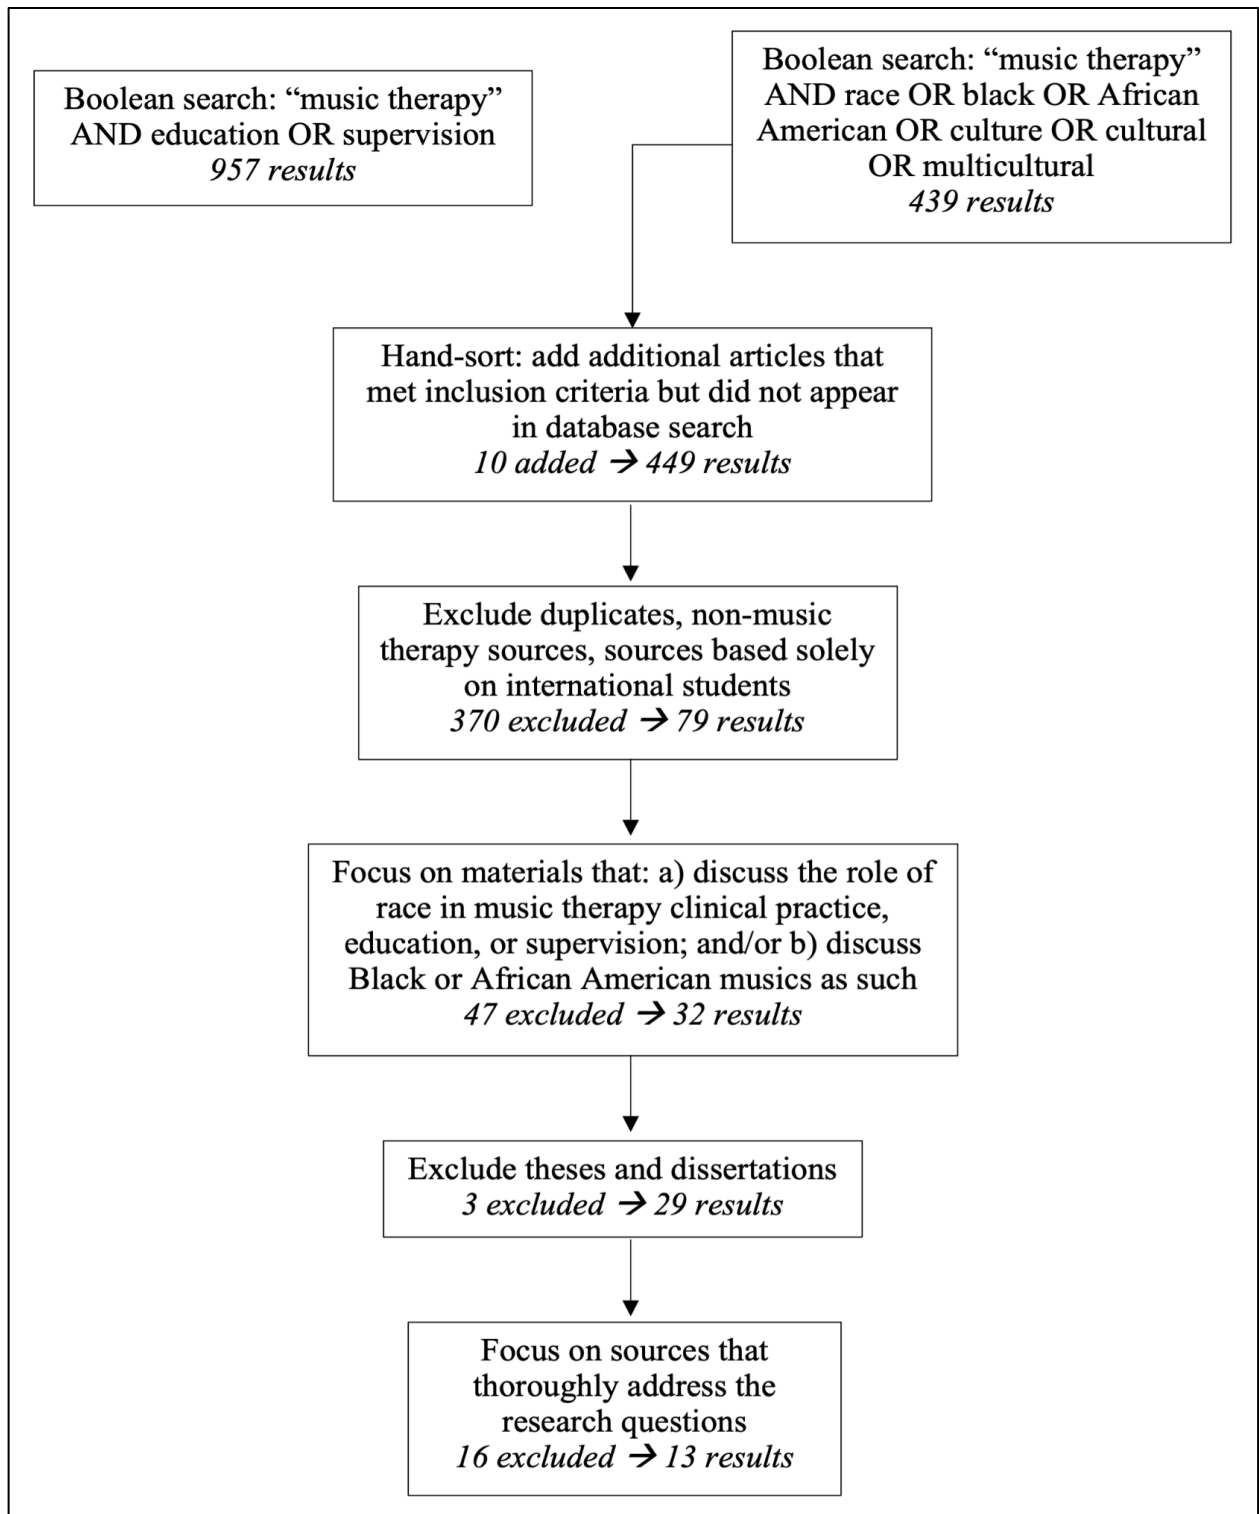 Boolean search: “music therapy”
AND education OR supervision
957 results
Boolean search: “music therapy”
AND race OR black OR African
American OR culture OR cultural
OR multicultural
439 results
Hand-sort: add additional articles that
met inclusion criteria but did not appear
in database search
10 added → 449 results
Exclude duplicates, non-music
therapy sources, sources based solely
on international students
370 excluded → 79 results
Focus on materials that: a) discuss the role of
race in music therapy clinical practice,
education, or supervision; and/or b) discuss
Black or African American musics as such
47 excluded → 32 results
Exclude theses and dissertations
3 excluded → 29 results
Focus on sources that
thoroughly address the
research questions
16 excluded → 13 results